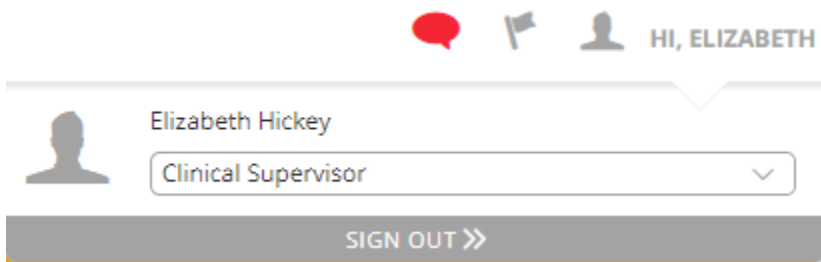 HI, ELIZABETH
Elizabeth Hickey
Clinical Supervisor
SIGN OUT